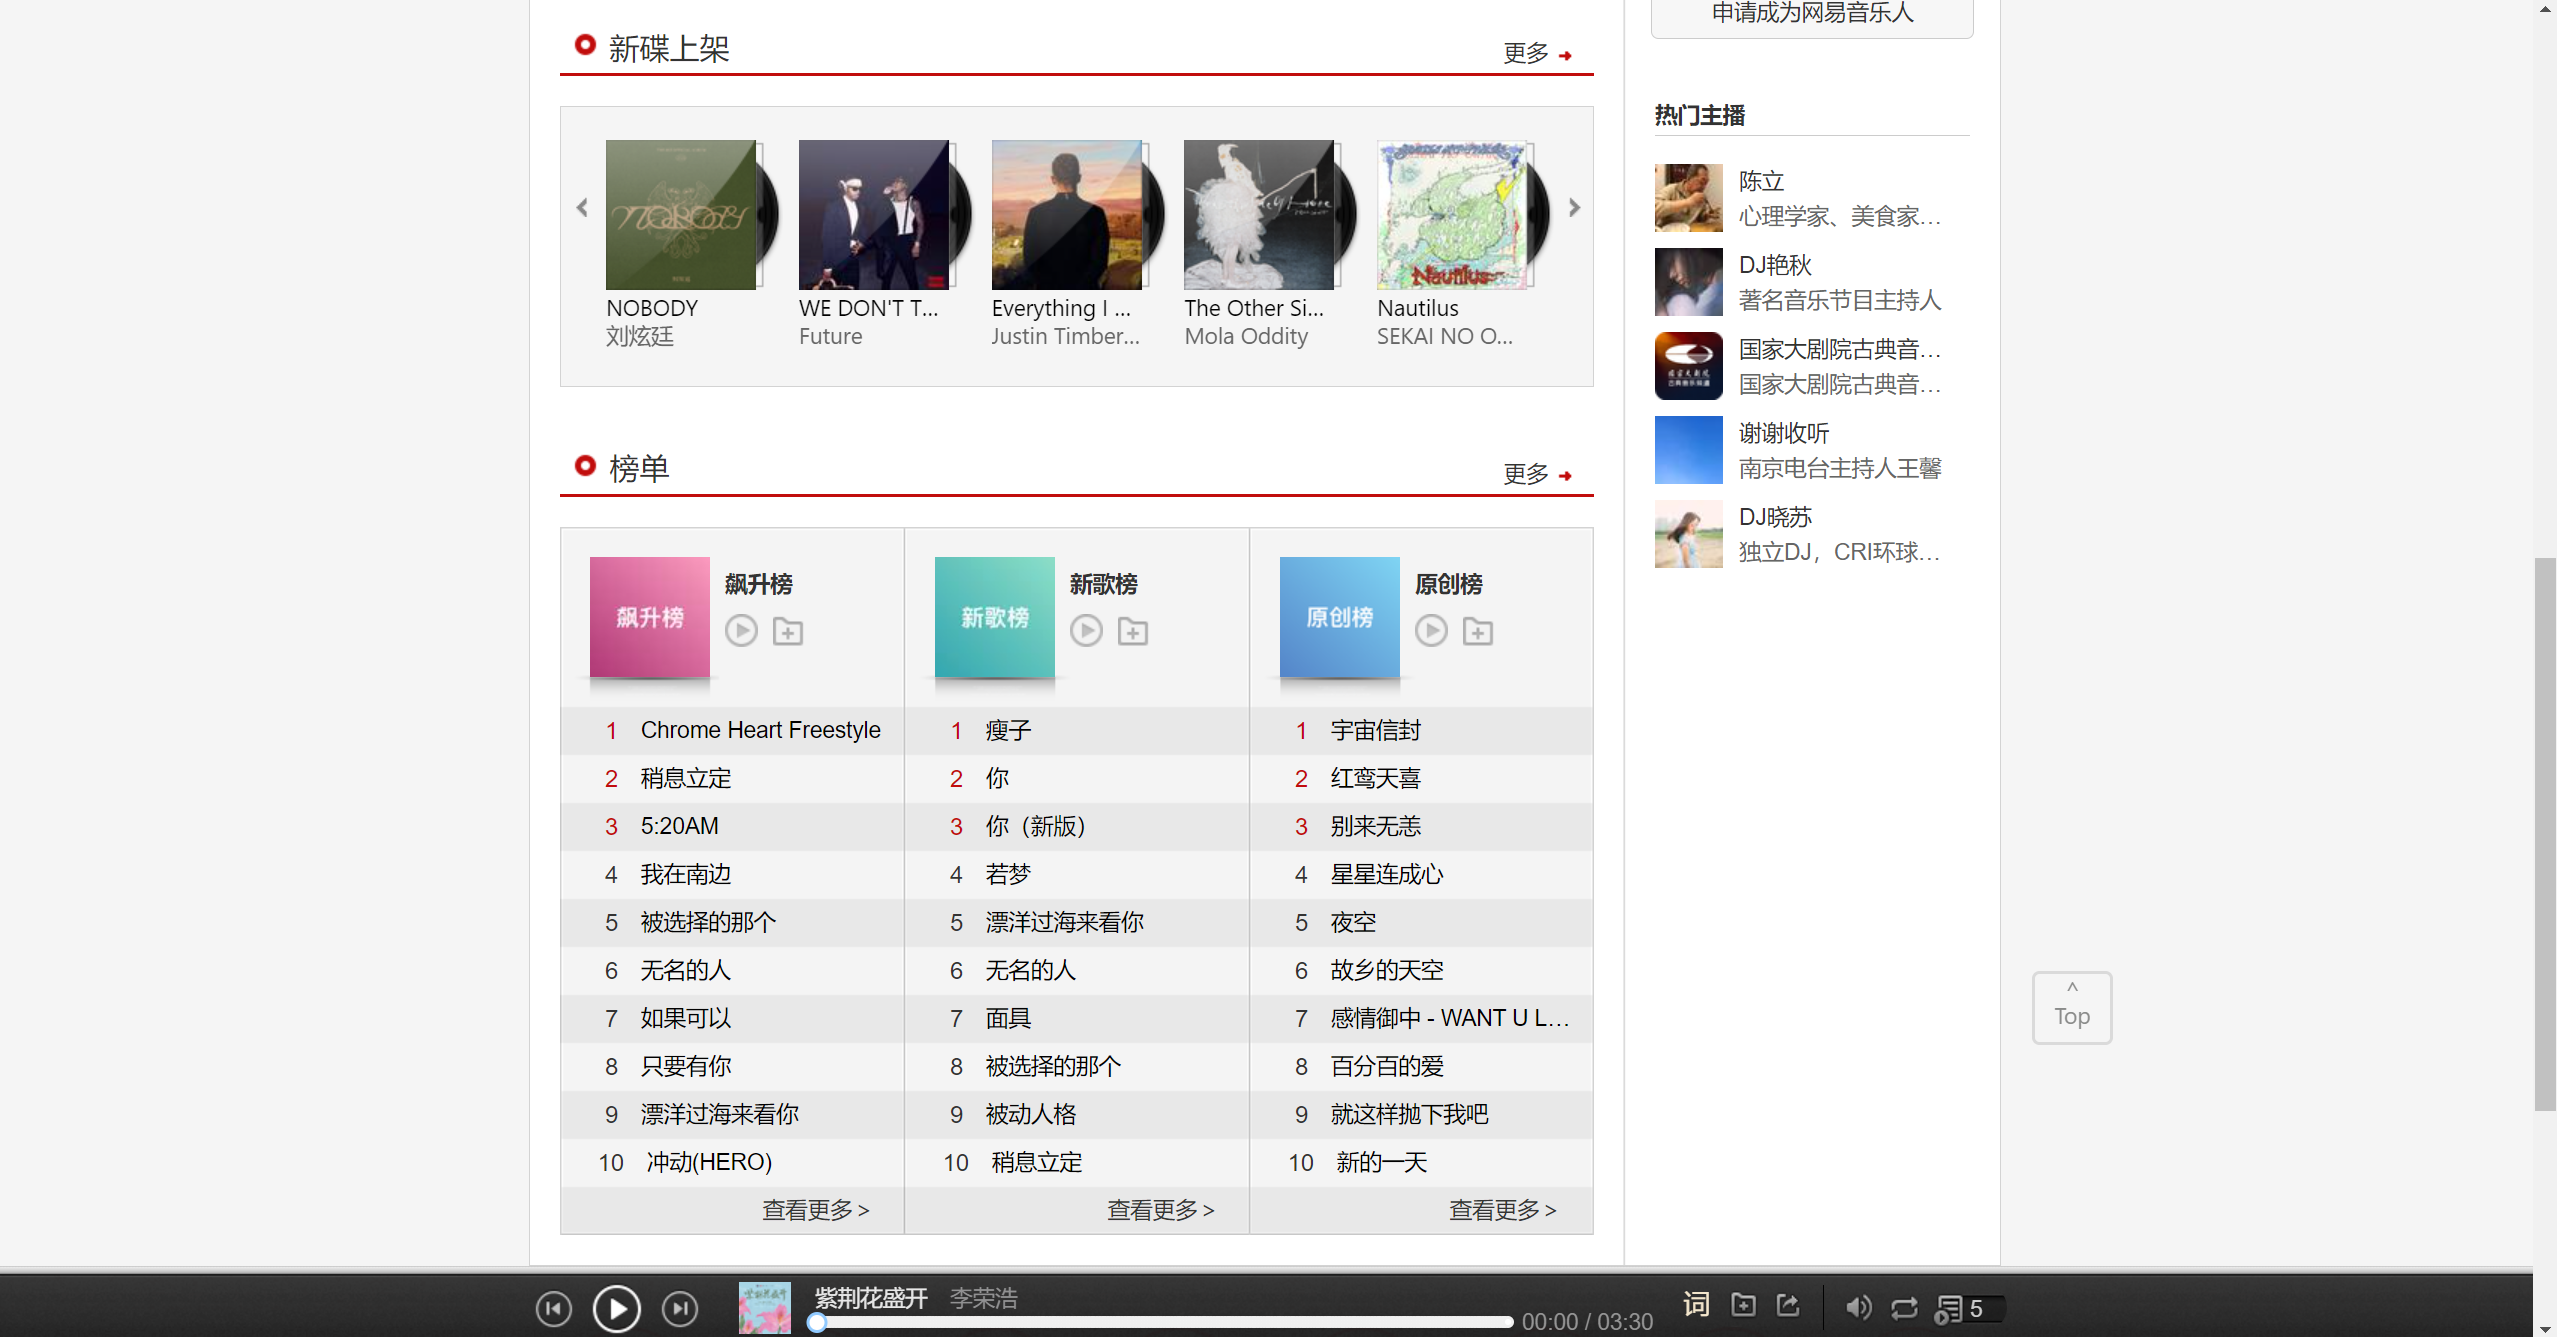 申请成为网易音乐人
新碟上架
更多
NOBODY
刘炫廷
WE DON'T T...
Future
Everything I ...
Justin Timber...
The Other Si...
Mola Oddity
Nautilus
SEKAI NO O...
热门主播
陈立
心理学家、美食家…
DJ艳秋
著名音乐节目主持人
国家大剧院古典音…
国家大剧院古典音…
谢谢收听
南京电台主持人王馨
DJ晓苏
独立DJ，CRI环球…
榜单
更多
飙升榜
飙升榜
1 Chrome Heart Freestyle
2 稍息立定
3 5:20AM
4 我在南边
5 被选择的那个
6 无名的人
7 如果可以
8 只要有你
9 漂洋过海来看你
10 冲动(HERO)
查看更多 >
新歌榜
新歌榜
1 瘦子
2 你
3 你（新版）
4 若梦
5 漂洋过海来看你
6 无名的人
7 面具
8 被选择的那个
9 被动人格
10 稍息立定
查看更多 >
原创榜
原创榜
1 宇宙信封
2 红鸾天喜
3 别来无恙
4 星星连成心
5 夜空
6 故乡的天空
7 感情御中 - WANT U L…
8 百分百的爱
9 就这样抛下我吧
10 新的一天
查看更多 >
Top
紫荆花盛开 李荣浩
00:00 / 03:30
词
5